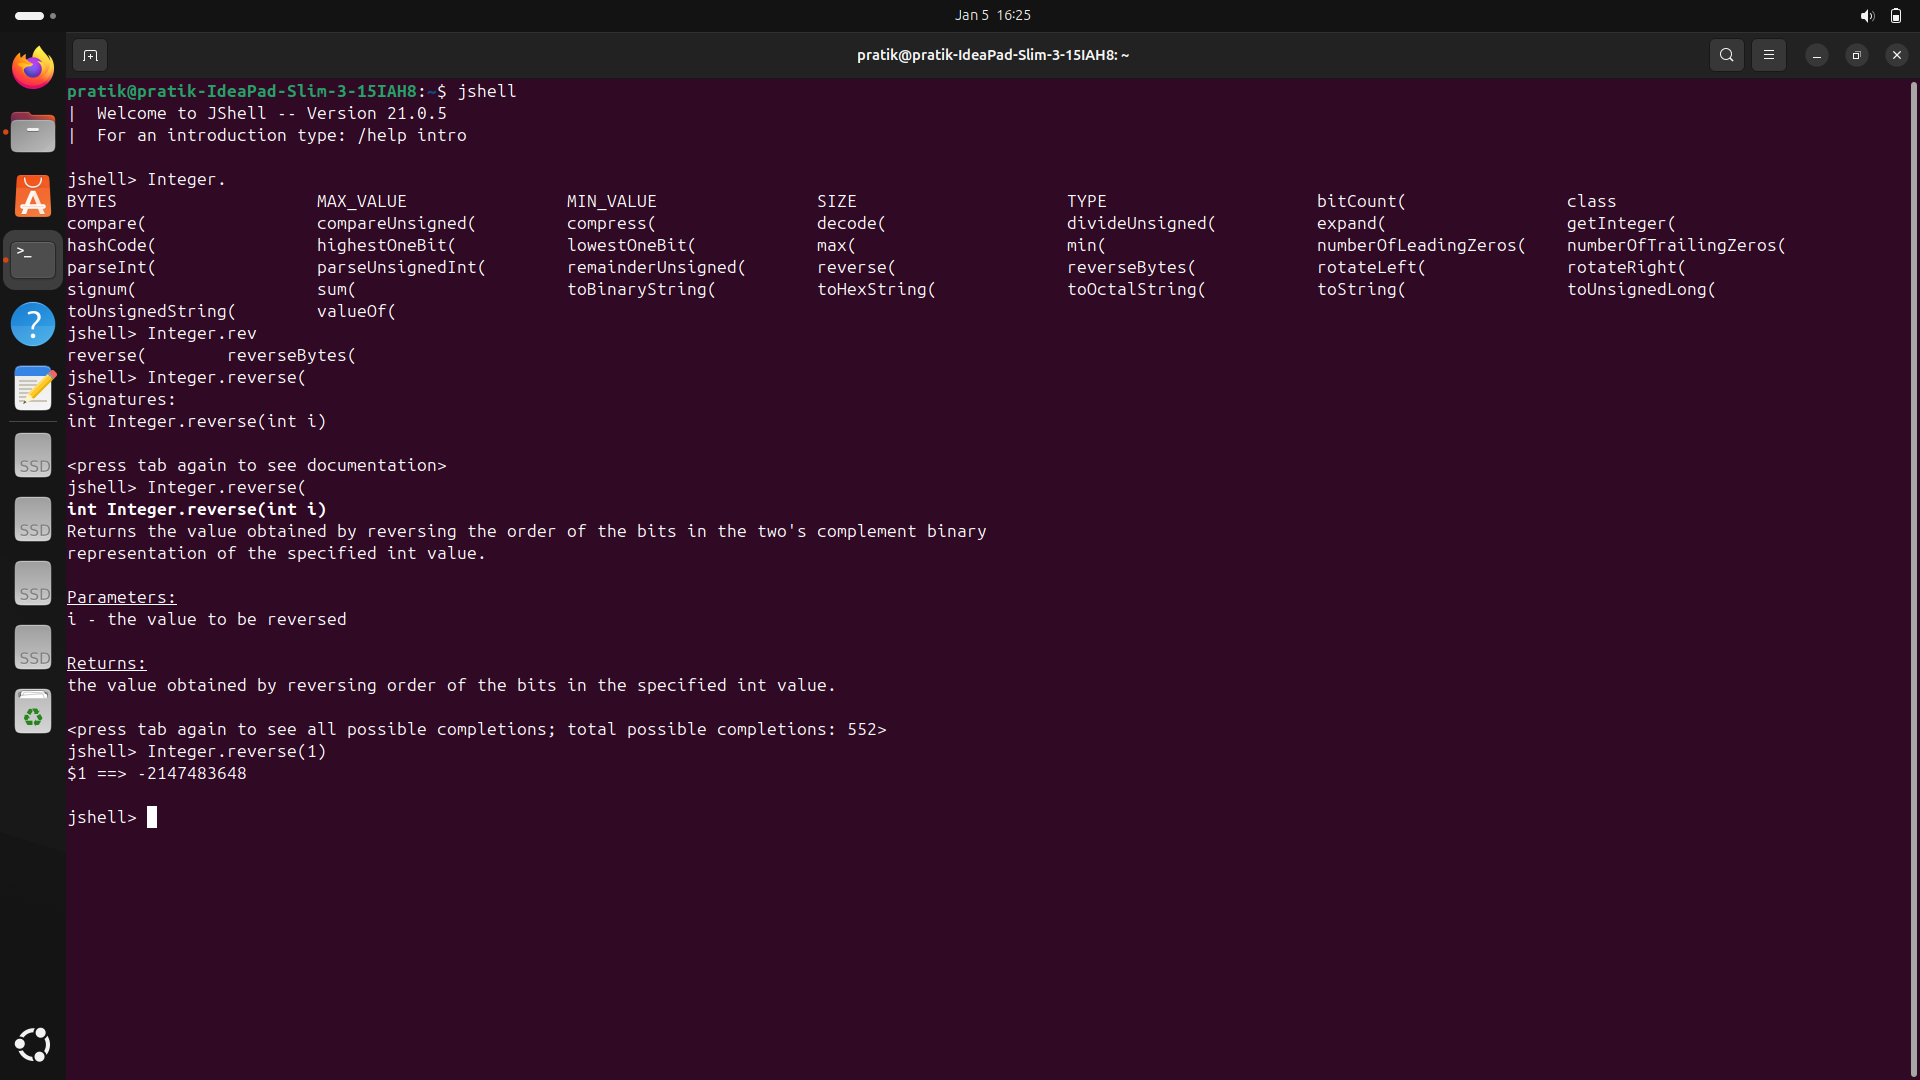 Jan 5 16:25
pratik@pratik-IdeaPad-Slim-3-15IAH8: ~
pratik@pratik-IdeaPad-Slim-3-15IAH8:~$ jshell
|  Welcome to JShell -- Version 21.0.5
|  For an introduction type: /help intro
jshell> Integer.
BYTES MAX_VALUE MIN_VALUE SIZE TYPE bitCount( class
compare( compareUnsigned( compress( decode( divideUnsigned( expand( getInteger(
hashCode( highestOneBit( lowestOneBit( max( min( numberOfLeadingZeros( numberOfTrailingZeros(
parseInt( parseUnsignedInt( remainderUnsigned( reverse( reverseBytes( rotateLeft( rotateRight(
signum( sum( toBinaryString( toHexString( toOctalString( toString( toUnsignedLong(
toUnsignedString( valueOf(
jshell> Integer.rev
reverse( reverseBytes(
jshell> Integer.reverse(
Signatures:
int Integer.reverse(int i)
<press tab again to see documentation>
jshell> Integer.reverse(
int Integer.reverse(int i)
Returns the value obtained by reversing the order of the bits in the two's complement binary
representation of the specified int value.
Parameters:
i - the value to be reversed
Returns:
the value obtained by reversing order of the bits in the specified int value.
<press tab again to see all possible completions; total possible completions: 552>
jshell> Integer.reverse(1)
$1 ==> -2147483648
jshell>
SSD
SSD
SSD
SSD